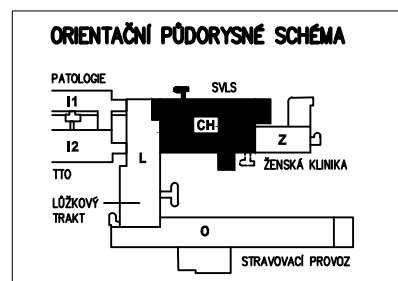 ORIENTAČNÍ PŮDORYSNÉ SCHÉMA
PATOLOGIE
SVLS
I1
CH
I2
L
Z
TTO
ŽENSKÁ KLINIKA
LŮŽKOVÝ
TRAKT
O
STRAVOVACÍ PROVOZ